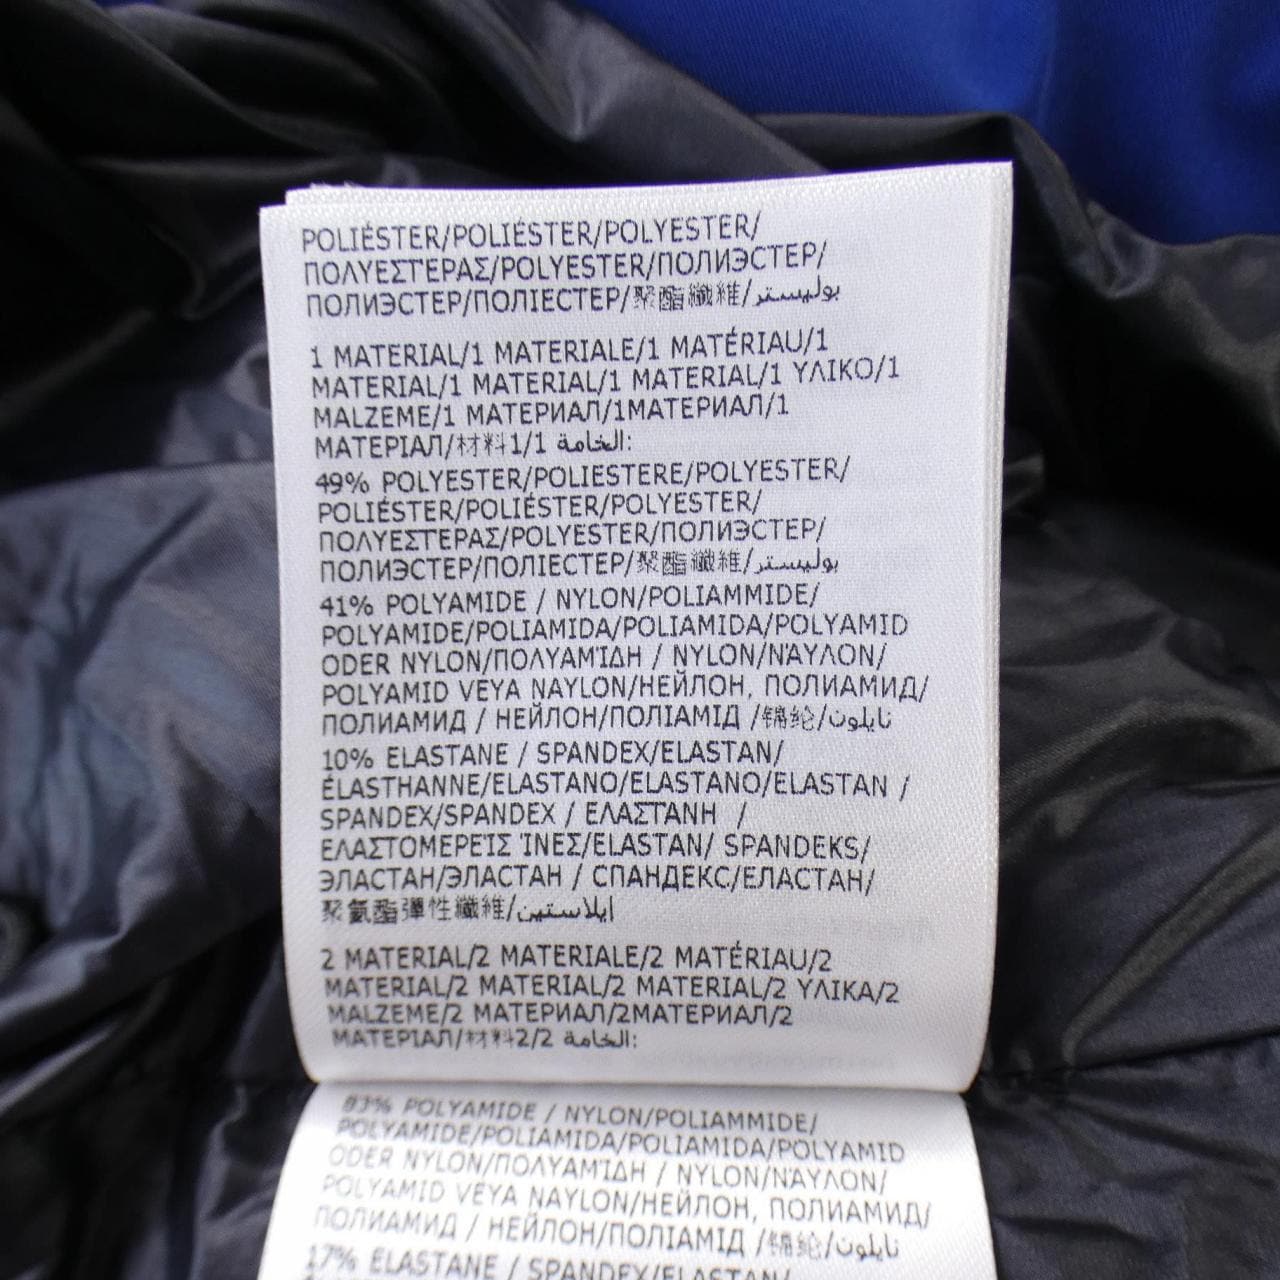 POLIÉSTER/POLIÉSTER/POLYESTER/
ΠΟΛΥΕΣΤΕΡΑΣ/POLYESTER/ПОЛИЭСТЕР/
ПОЛИЭСТЕР/ПОЛІЕСТЕР/聚酯纖維/بوليستر
1 MATERIAL/1 MATERIALE/1 MATÉRIAU/1
MATERIAL/1 MATERIAL/1 MATERIAL/1 ΥΛΙΚΟ/1
MALZEME/1 МАТЕРИАЛ/1МАТЕРИАЛ/1
МАТЕРІАЛ/材料1/1 الخامة:
49% POLYESTER/POLIESTERE/POLYESTER/
POLIÉSTER/POLIÉSTER/POLYESTER/
ΠΟΛΥΕΣΤΕΡΑΣ/POLYESTER/ПОЛИЭСТЕР/
ПОЛИЭСТЕР/ПОЛІЕСТЕР/聚酯纖維/بوليستر
41% POLYAMIDE / NYLON/POLIAMMIDE/
POLYAMIDE/POLIAMIDA/POLIAMIDA/POLYAMID
ODER NYLON/ΠΟΛΥΑΜΊΔΗ / NYLON/ΝΆΥΛΟΝ/
POLYAMID VEYA NAYLON/НЕЙЛОН, ПОЛИАМИД/
ПОЛИАМИД / НЕЙЛОН/ПОЛІАМІД /锦纶/نايلون
10% ELASTANE / SPANDEX/ELASTAN/
ÉLASTHANNE/ELASTANO/ELASTANO/ELASTAN /
SPANDEX/SPANDEX / ΕΛΑΣΤΆΝΗ /
ΕΛΑΣΤΟΜΕΡΕΊΣ ΊΝΕΣ/ELASTAN/ SPANDEKS/
ЭЛАСТАН/ЭЛАСТАН / СПАНДЕКС/ЕЛАСТАН/
聚氨酯彈性纖維/ايلاستين
2 MATERIAL/2 MATERIALE/2 MATÉRIAU/2
MATERIAL/2 MATERIAL/2 MATERIAL/2 ΥΛΙΚΑ/2
MALZEME/2 МАТЕРИАЛ/2МАТЕРИАЛ/2
МАТЕРІАЛ/材料2/2 الخامة:
83% POLYAMIDE / NYLON/POLIAMMIDE/
POLYAMIDE/POLIAMIDA/POLIAMIDA/POLYAMID
ODER NYLON/ΠΟΛΥΑΜΊΔΗ / NYLON/ΝΆΥΛΟΝ/
POLYAMID VEYA NAYLON/НЕЙЛОН, ПОЛИАМИД/
ПОЛИАМИД / НЕЙЛОН/ПОЛІАМІД /锦纶/نايلون
17% ELASTANE / SPANDEX/ELASTAN/